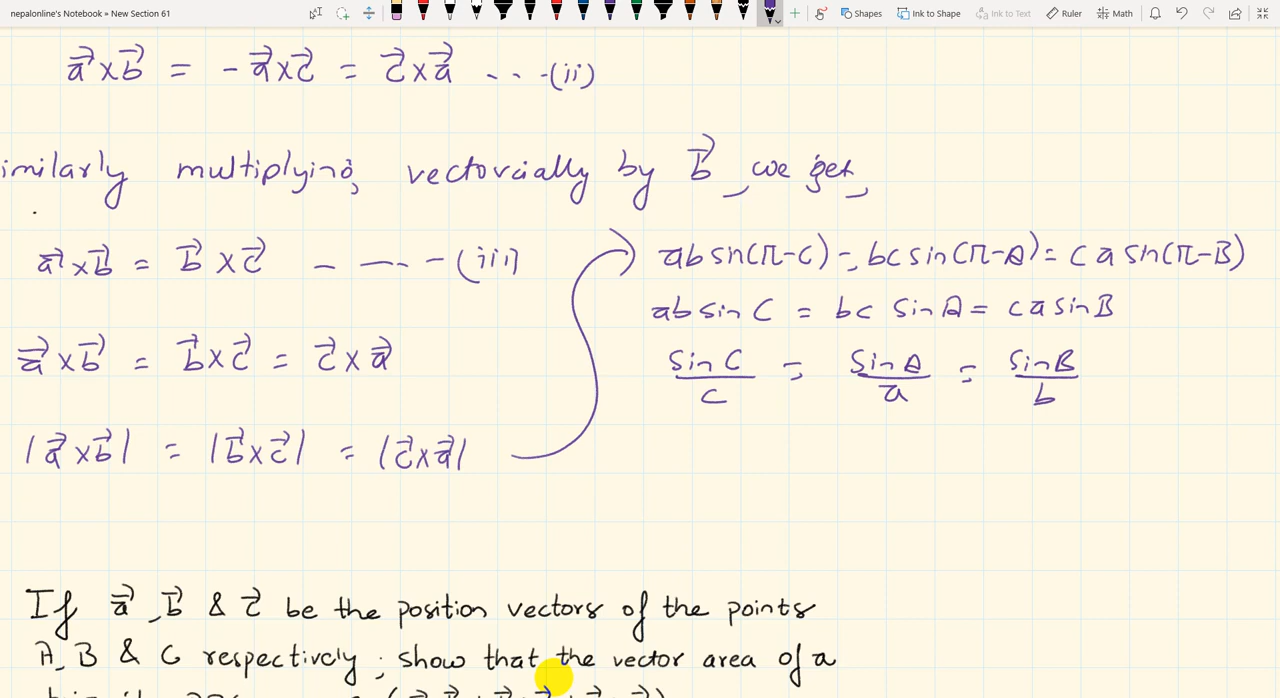 nepalonline's Notebook » New Section 61
Shapes Ink to Shape Ink to Text Ruler Math
a⃗ × b⃗ = - a⃗ × c⃗ = c⃗ × a⃗ - - - (ii)
imilarly multiplying vectorcially by b⃗, we get,
a⃗ × b⃗ = b⃗ × c⃗ - - - - (iii)
a⃗ × b⃗ = b⃗ × c⃗ = c⃗ × a⃗
|a⃗ × b⃗| = |b⃗ × c⃗| = |c⃗ × a⃗|
ab sin(π-C) = bc sin(π-A) = ca sin(π-B)
ab sin C = bc sin A = ca sin B
sin C / c = sin A / a = sin B / b
If a⃗, b⃗ & c⃗ be the position vectors of the points
A, B & C respectively; show that the vector area of a